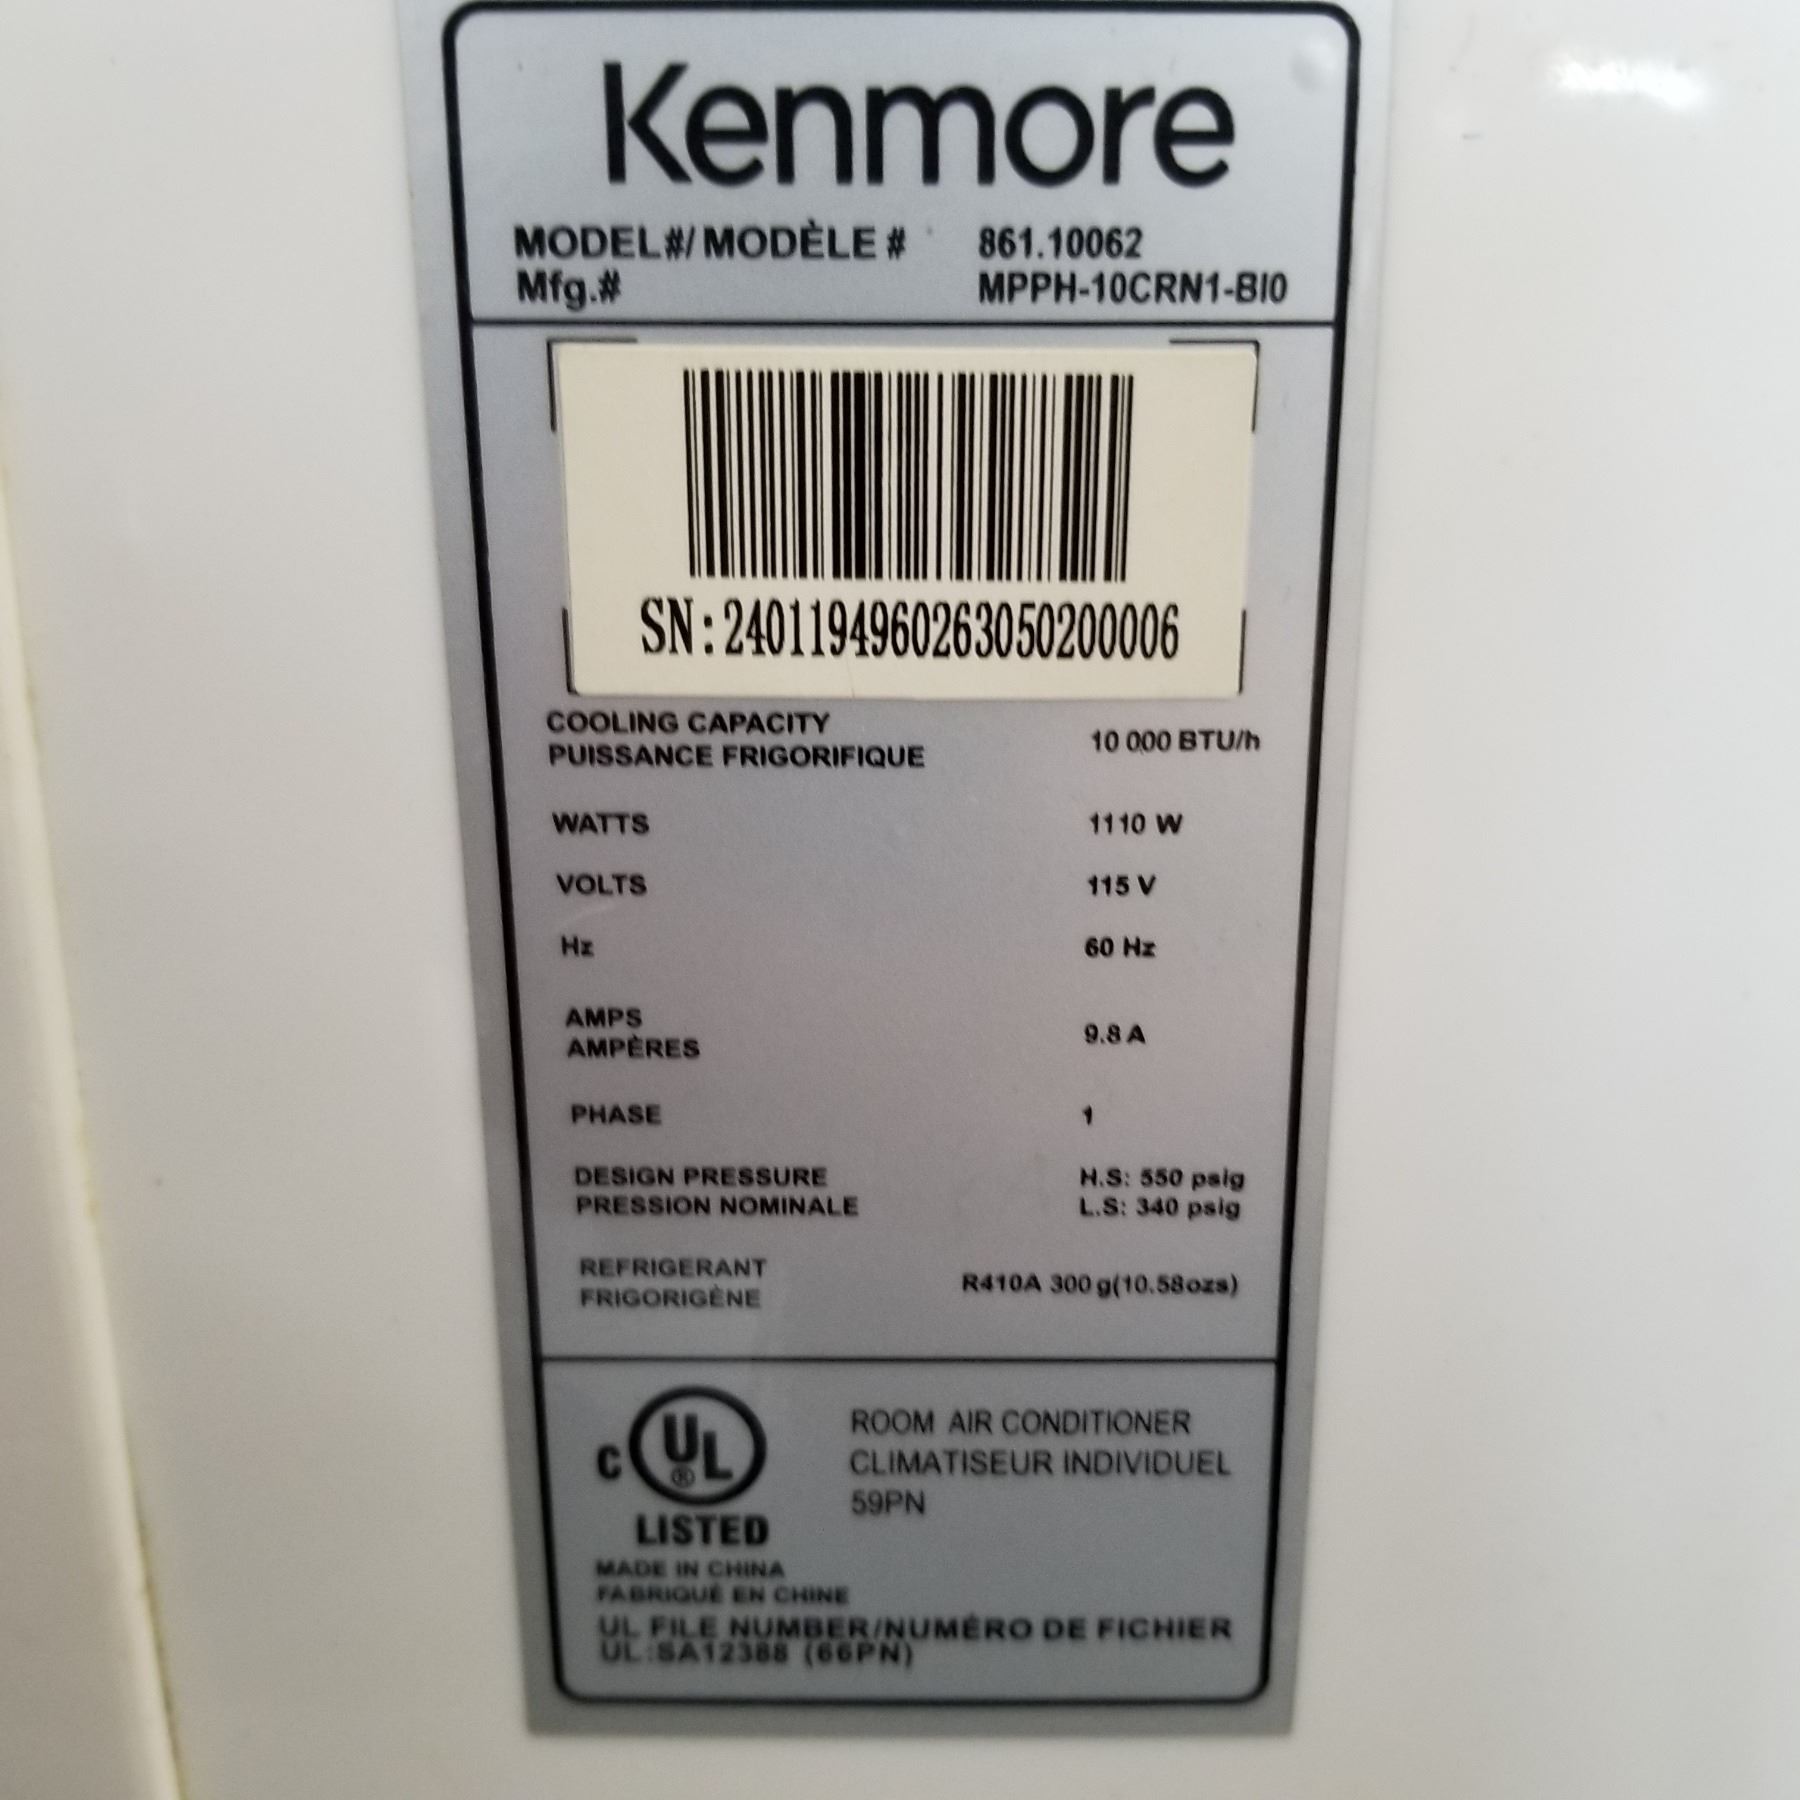 Kenmore
MODEL#/MODÈLE # 861.10062
Mfg.# MPPH-10CRN1-BI0
SN:2401194960263050200006
COOLING CAPACITY
PUISSANCE FRIGORIFIQUE 10 000 BTU/h
WATTS 1110 W
VOLTS 115 V
Hz 60 Hz
AMPS
AMPÈRES 9.8 A
PHASE 1
DESIGN PRESSURE H.S: 550 psig
PRESSION NOMINALE L.S: 340 psig
REFRIGERANT
FRIGORIGÈNE R410A 300 g(10.58ozs)
C UL ®
LISTED
ROOM AIR CONDITIONER
CLIMATISEUR INDIVIDUEL
59PN
MADE IN CHINA
FABRIQUÉ EN CHINE
UL FILE NUMBER/NUMÉRO DE FICHIER
UL:SA12388 (66PN)